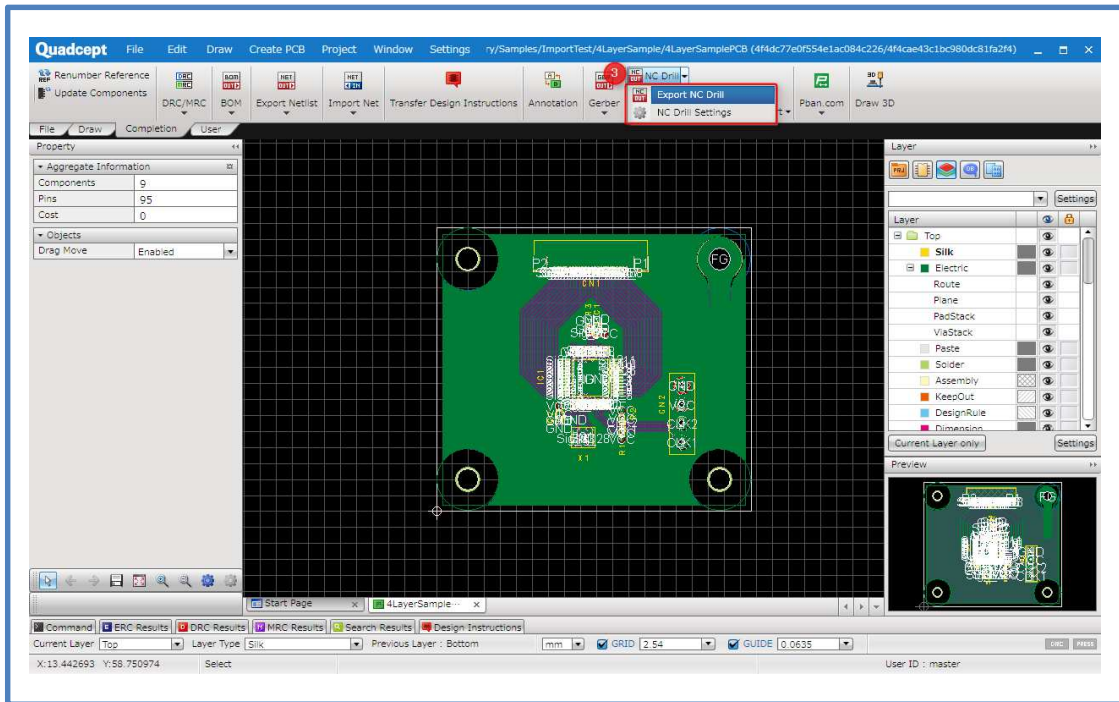 Quadcept File Edit Draw Create PCB Project Window Settings ry/Samples/ImportTest/4LayerSample/4LayerSamplePCB (4f4dc77e0f554e1ac084c226/4f4cae43c1bc980dc81fa2f4)
Renumber Reference
Update Components
DRC/MRC BOM Export Netlist Import Net Transfer Design Instructions Annotation Gerber
3 NC Drill
Export NC Drill
NC Drill Settings
Pban.com Draw 3D
File Draw Completion User
Property
Aggregate Information
Components 9
Pins 95
Cost 0
Objects
Drag Move Enabled
P2 P1
FG
CN1
IC1
CN2
GND
VCC
CLK2
CLK1
X1
Layer
Settings
Layer
Top
Silk
Electric
Route
Plane
PadStack
ViaStack
Paste
Solder
Assembly
KeepOut
DesignRule
Dimension
Current Layer only Settings
Preview
Start Page x 4LayerSample··· x
Command ERC Results DRC Results MRC Results Search Results Design Instructions
Current Layer Top Layer Type Silk Previous Layer : Bottom mm GRID 2.54 GUIDE 0.0635
X:13.442693 Y:58.750974 Select User ID : master